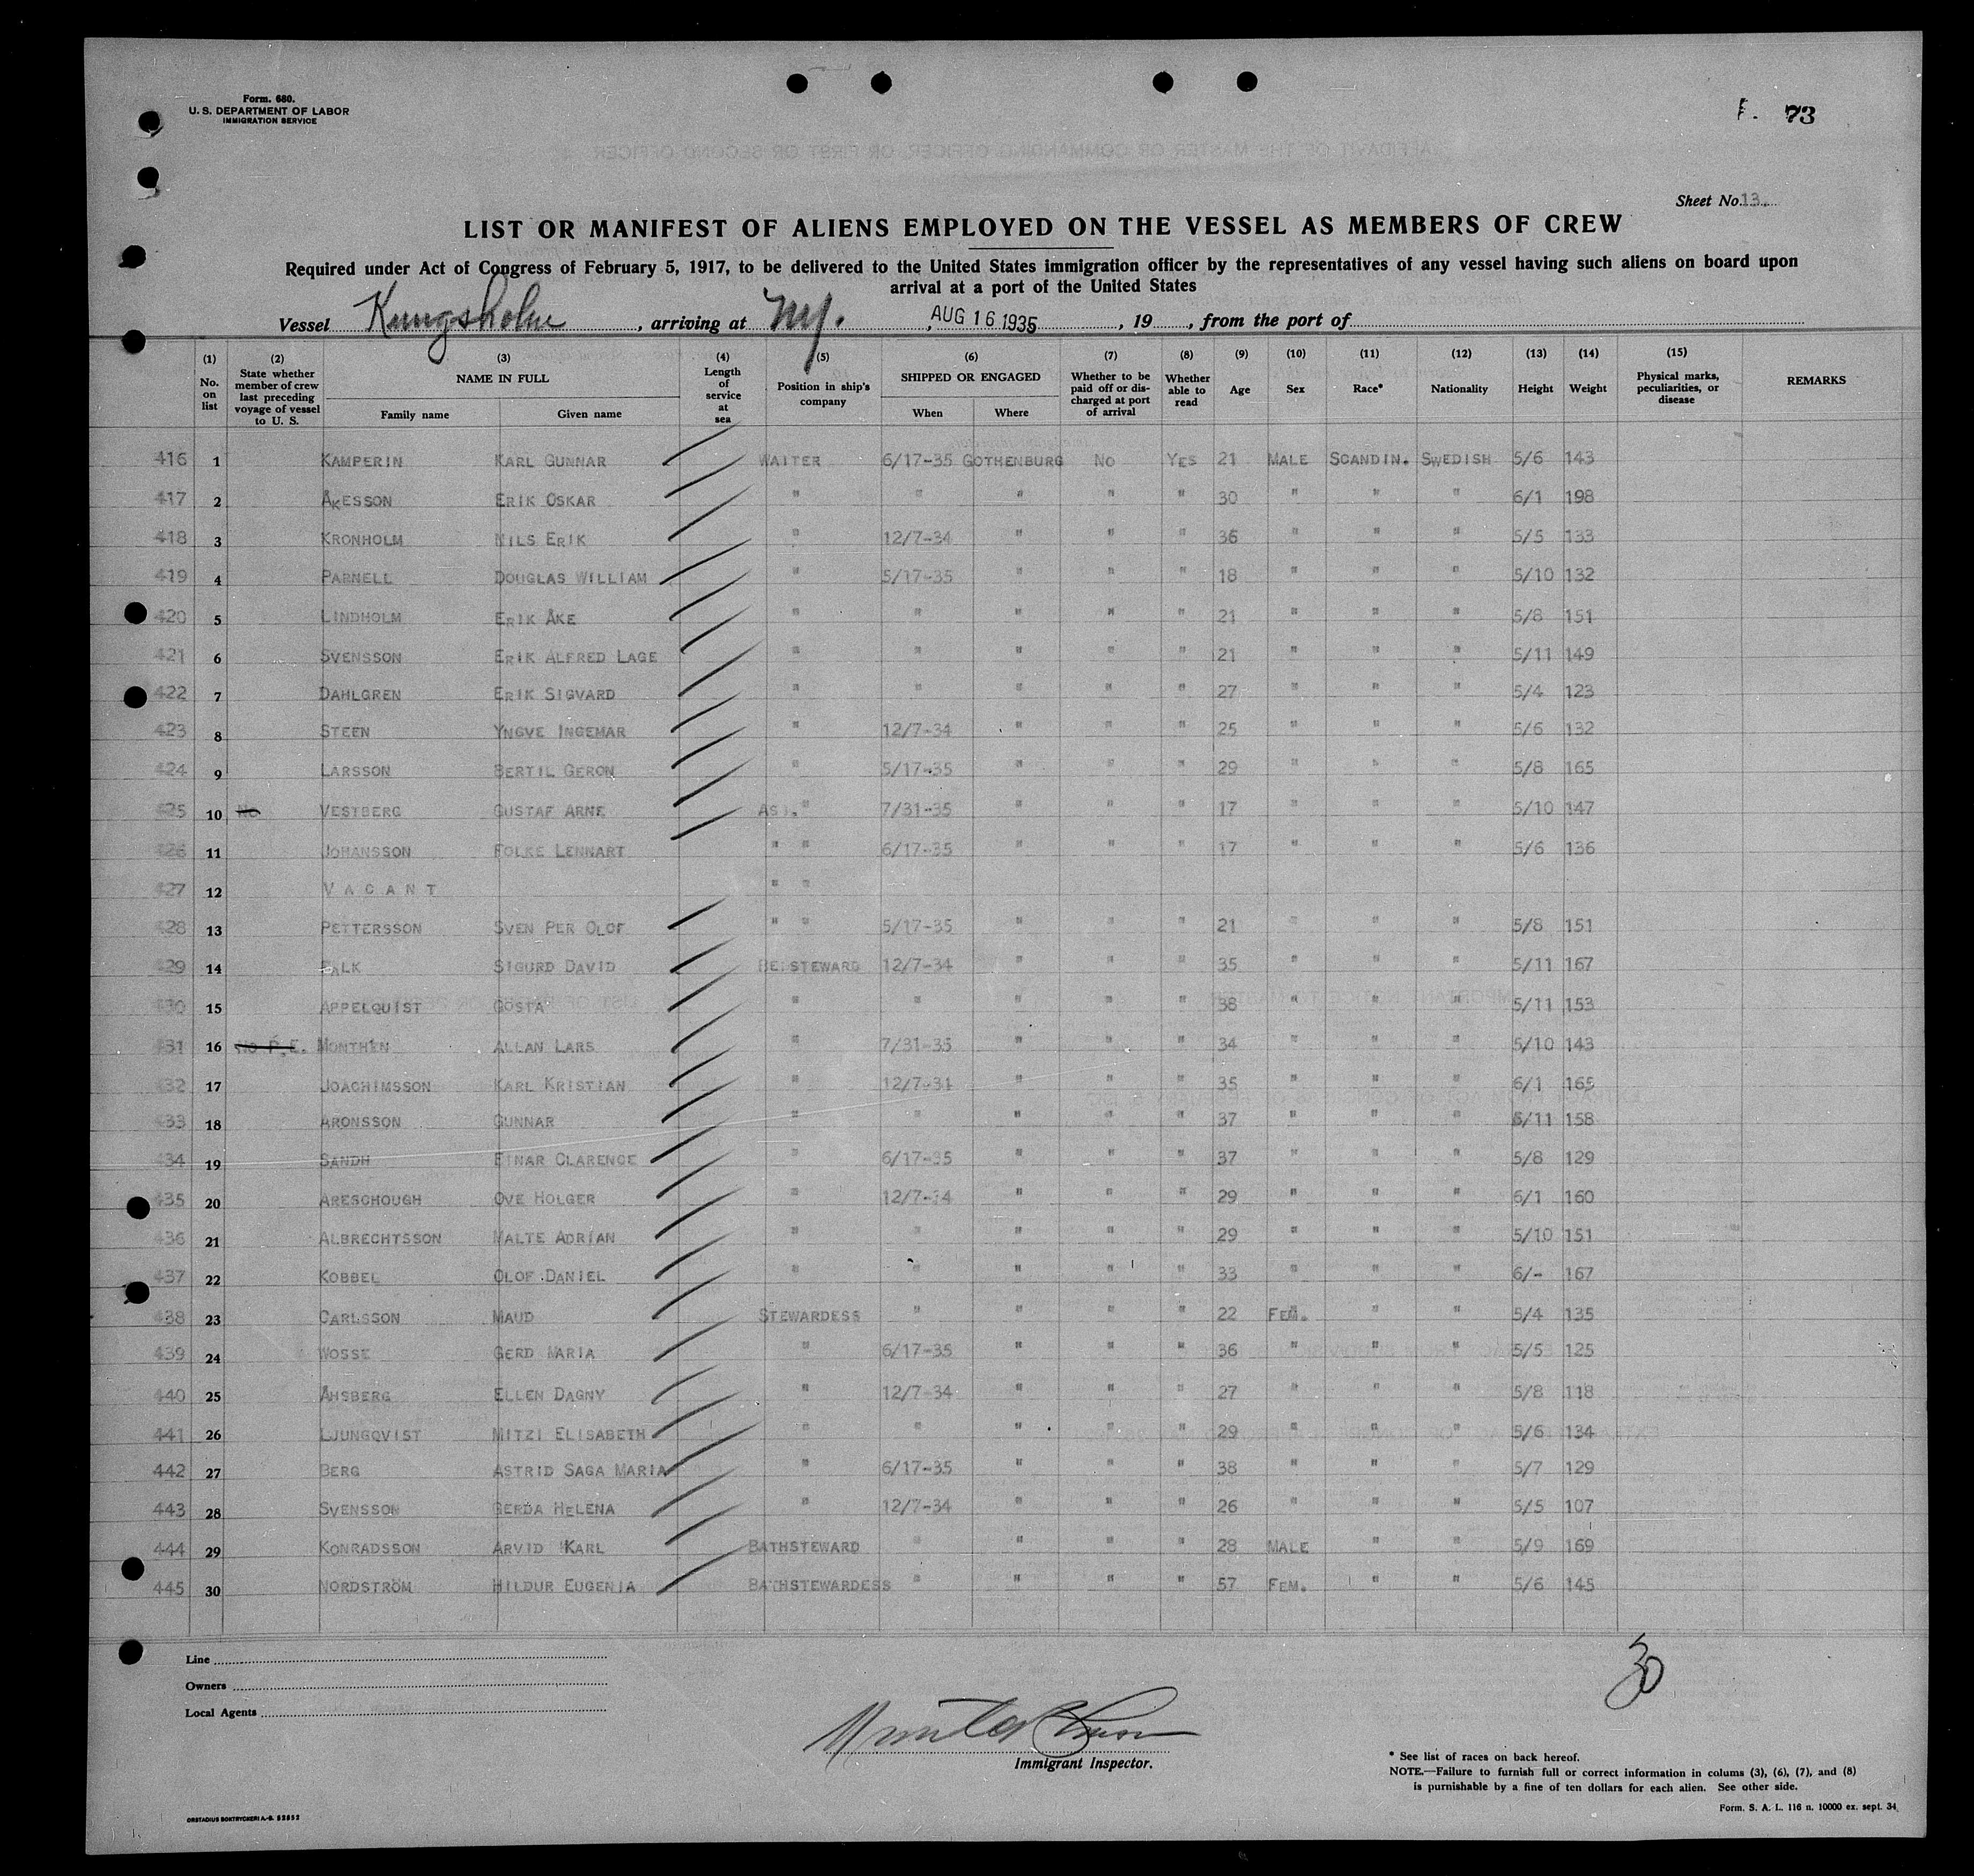 Form. 680.
U. S. DEPARTMENT OF LABOR
IMMIGRATION SERVICE
73
Sheet No. 13
LIST OR MANIFEST OF ALIENS EMPLOYED ON THE VESSEL AS MEMBERS OF CREW
Required under Act of Congress of February 5, 1917, to be delivered to the United States immigration officer by the representatives of any vessel having such aliens on board upon
arrival at a port of the United States
Vessel Kungsholm, arriving at NY. , AUG 16 1935 , 19 , from the port of
(1) (2) (3) (4) (5) (6) (7) (8) (9) (10) (11) (12) (13) (14) (15)
No. on list State whether member of crew last preceding voyage of vessel to U. S. NAME IN FULL Family name Given name Length of service at sea Position in ship's company SHIPPED OR ENGAGED When Where Whether to be paid off or discharged at port of arrival Whether able to read Age Sex Race* Nationality Height Weight Physical marks, peculiarities, or disease REMARKS
416 1 KAMPERIN KARL GUNNAR WAITER 6/17-35 GOTHENBURG NO YES 21 MALE SCANDIN. SWEDISH 5/6 143
417 2 ÅKESSON ERIK OSKAR " " " " " 30 " " " 6/1 198
418 3 KRONHOLM NILS ERIK " 12/7-34 " " " 36 " " " 5/5 133
419 4 PARNELL DOUGLAS WILLIAM " 5/17-35 " " " 18 " " " 5/10 132
420 5 LINDHOLM ERIK ÅKE " " " " " 21 " " " 5/8 151
421 6 SVENSSON ERIK ALFRED LAGE " " " " " 21 " " " 5/11 149
422 7 DAHLGREN ERIK SIGVARD " " " " " 27 " " " 5/4 123
423 8 STEEN YNGVE INGEMAR " 12/7-34 " " " 25 " " " 5/6 132
424 9 LARSSON BERTIL GERON " 5/17-35 " " " 29 " " " 5/8 165
425 10 No VESTBERG GUSTAF ARNE AST. " 7/31-35 " " " 17 " " " 5/10 147
426 11 JOHANSSON FOLKE LENNART " " 6/17-35 " " " 17 " " " 5/6 136
427 12 VACANT " "
428 13 PETTERSSON SVEN PER OLOF " " 5/17-35 " " " 21 " " " 5/8 151
429 14 FALK SIGURD DAVID BEDSTEWARD 12/7-34 " " " 35 " " " 5/11 167
430 15 APPELQUIST GÖSTA " " " " " 38 " " " 5/11 153
431 16 No P.E. MONTHEN ALLAN LARS " 7/31-35 " " " 34 " " " 5/10 143
432 17 JOACHIMSSON KARL KRISTIAN " 12/7-34 " " " 35 " " " 6/1 165
433 18 ARONSSON GUNNAR " " " " " 37 " " " 5/11 158
434 19 SANDH EINAR CLARENCE " 6/17-35 " " " 37 " " " 5/8 129
435 20 ARESCHOUGH OVE HOLGER " 12/7-34 " " " 29 " " " 6/1 160
436 21 ALBRECHTSSON MALTE ADRIAN " " " " " 29 " " " 5/10 151
437 22 KOBBEL OLOF DANIEL " " " " " 33 " " " 6/- 167
438 23 CARLSSON MAUD STEWARDESS " " " " 22 FEM. " " 5/4 135
439 24 WOSSE GERD MARIA " 6/17-35 " " " 36 " " " 5/5 125
440 25 ÅHSBERG ELLEN DAGNY " 12/7-34 " " " 27 " " " 5/8 118
441 26 LJUNGQVIST MITZI ELISABETH " " " " " 29 " " " 5/6 134
442 27 BERG ASTRID SAGA MARIA " 6/17-35 " " " 38 " " " 5/7 129
443 28 SVENSSON GERDA HELENA " 12/7-34 " " " 26 " " " 5/5 107
444 29 KONRADSSON ARVID KARL BATHSTEWARD " " " " 28 MALE " " 5/9 169
445 30 NORDSTRÖM HILDUR EUGENIA BATHSTEWARDESS " " " " 57 FEM. " " 5/6 145
30
Line
Owners
Local Agents
Immigrant Inspector.
* See list of races on back hereof.
NOTE.—Failure to furnish full or correct information in colums (3), (6), (7), and (8)
is punishable by a fine of ten dollars for each alien. See other side.
Form. S. A. L. 116 n. 10000 ex. sept. 34
ORSTADIUS BOKTRYCKERI A.-B. 52852